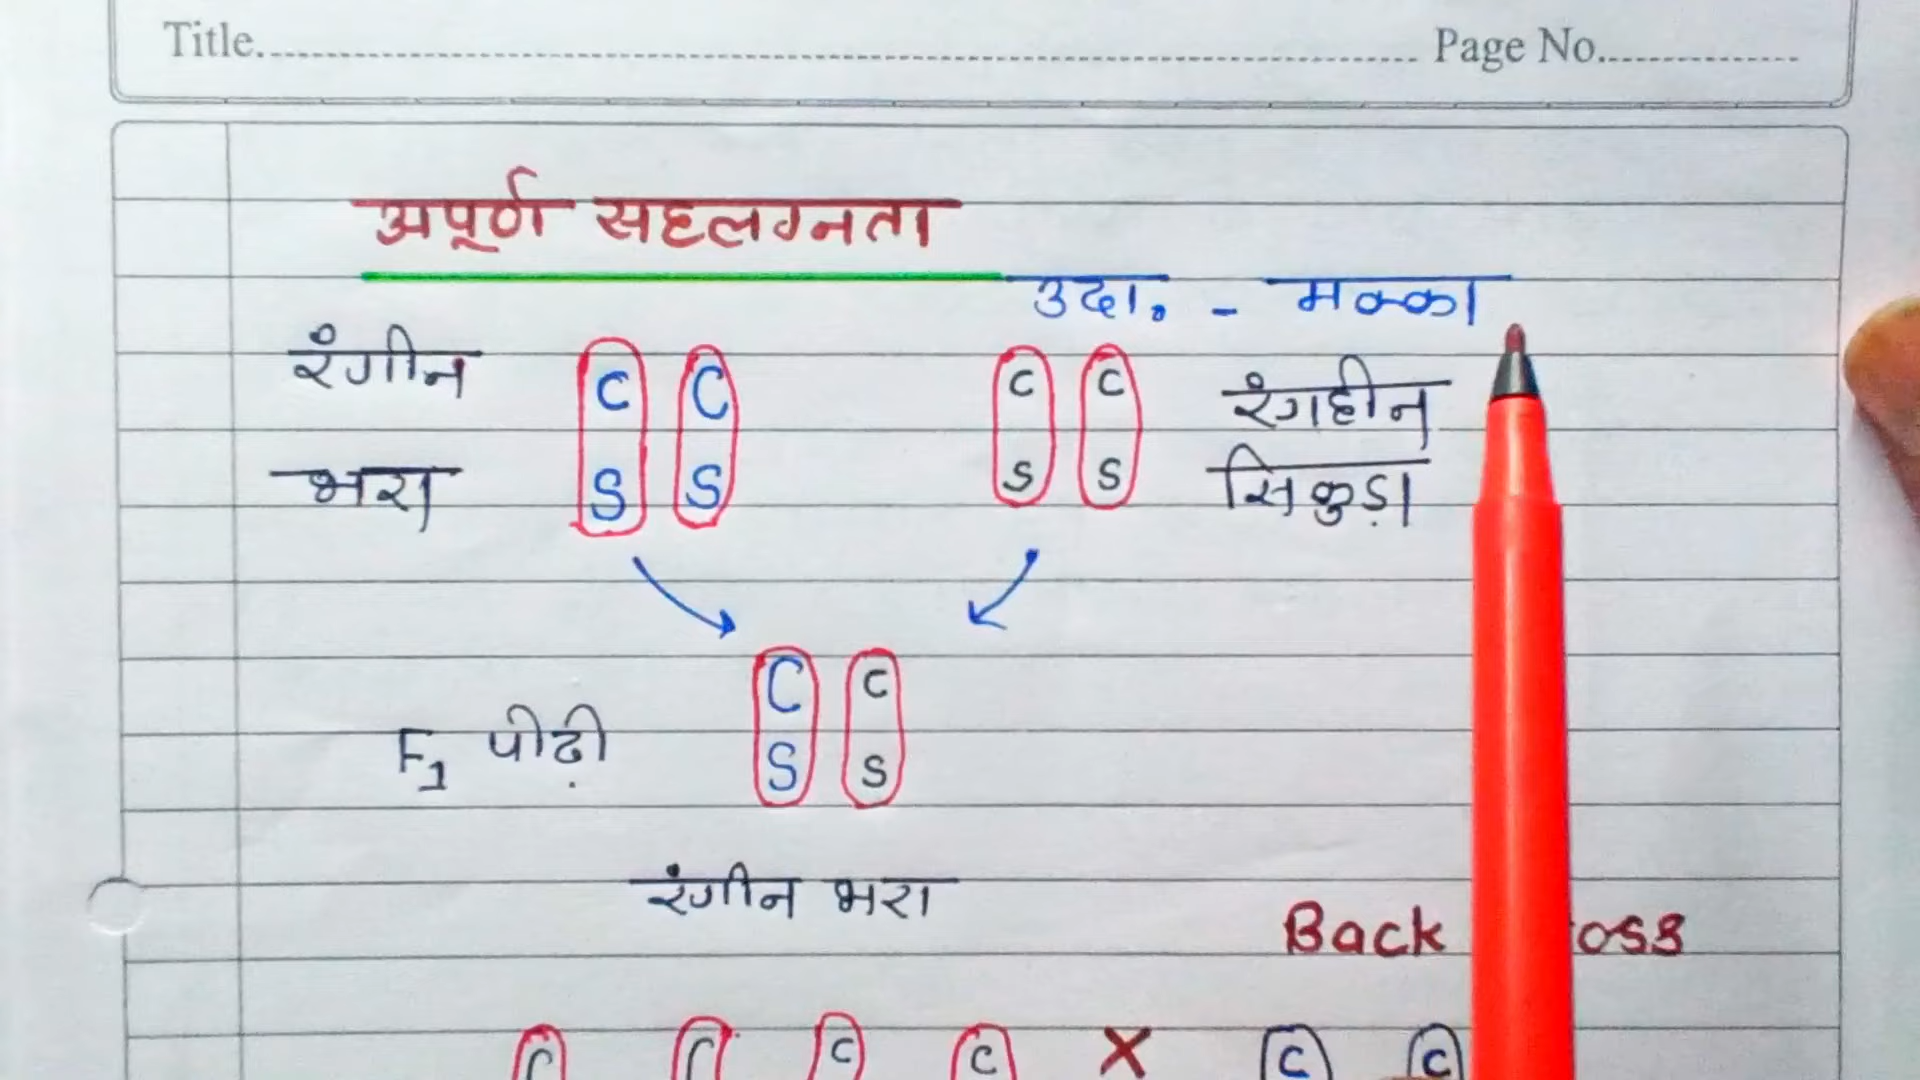 Title. Page No.
अपूर्ण सहलग्नता
उदा. - मक्का
रंगीन C C c c रंगहीन
भरा S S s s सिकुड़ा
C c
F1 पीढ़ी
S s
रंगीन भरा
Back
C C c c X c c